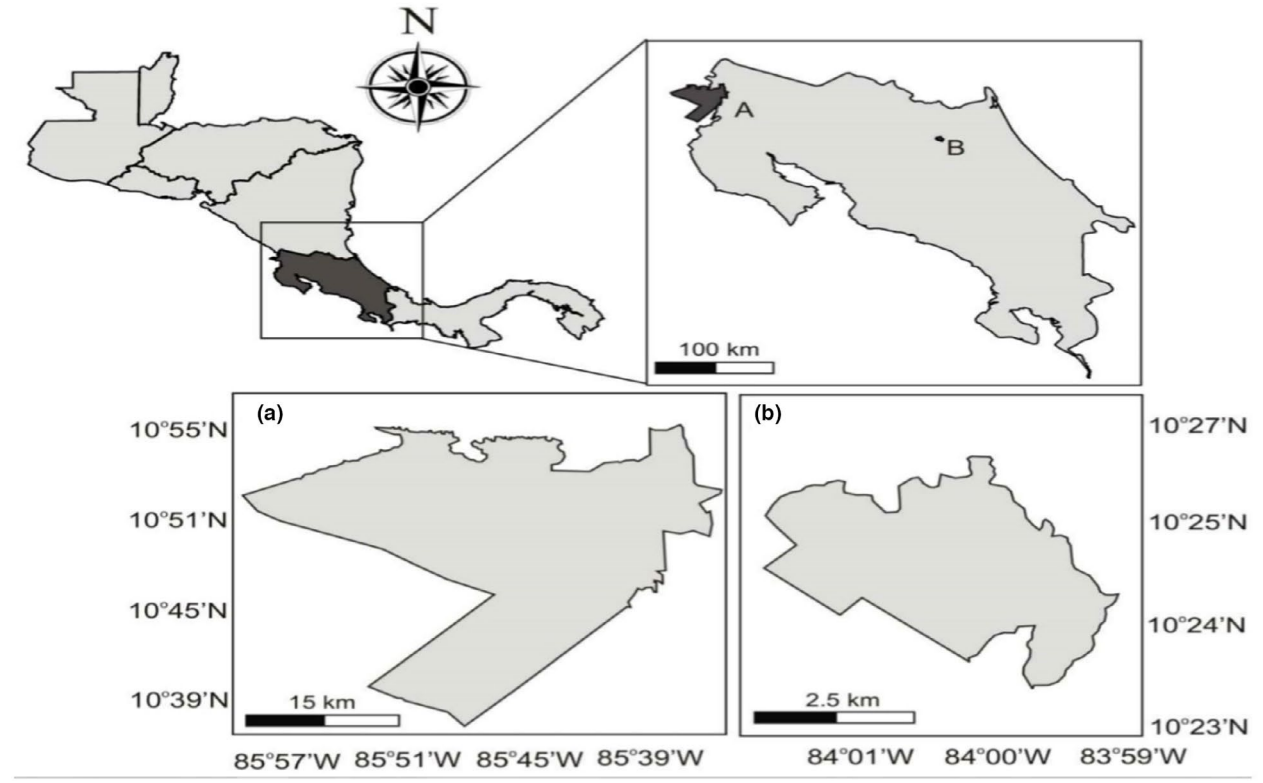 N
A
B
100 km
(a)
(b)
10°55’N
10°51’N
10°45’N
10°39’N
10°27’N
10°25’N
10°24’N
10°23’N
15 km
2.5 km
85°57’W 85°51’W 85°45’W 85°39’W
84°01’W 84°00’W 83°59’W